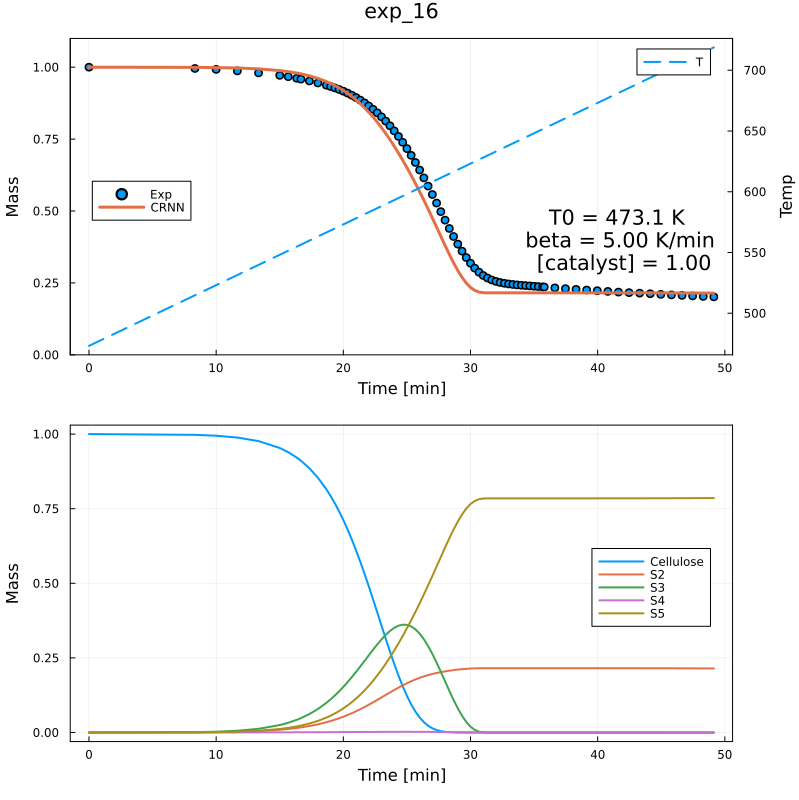 exp_16
1.00
0.75
0.50
0.25
0.00
Mass
Exp
CRNN
T
700
650
600
550
500
Temp
T0 = 473.1 K
beta = 5.00 K/min
[catalyst] = 1.00
0 10 20 30 40 50
Time [min]
1.00
0.75
0.50
0.25
0.00
Mass
Cellulose
S2
S3
S4
S5
0 10 20 30 40 50
Time [min]